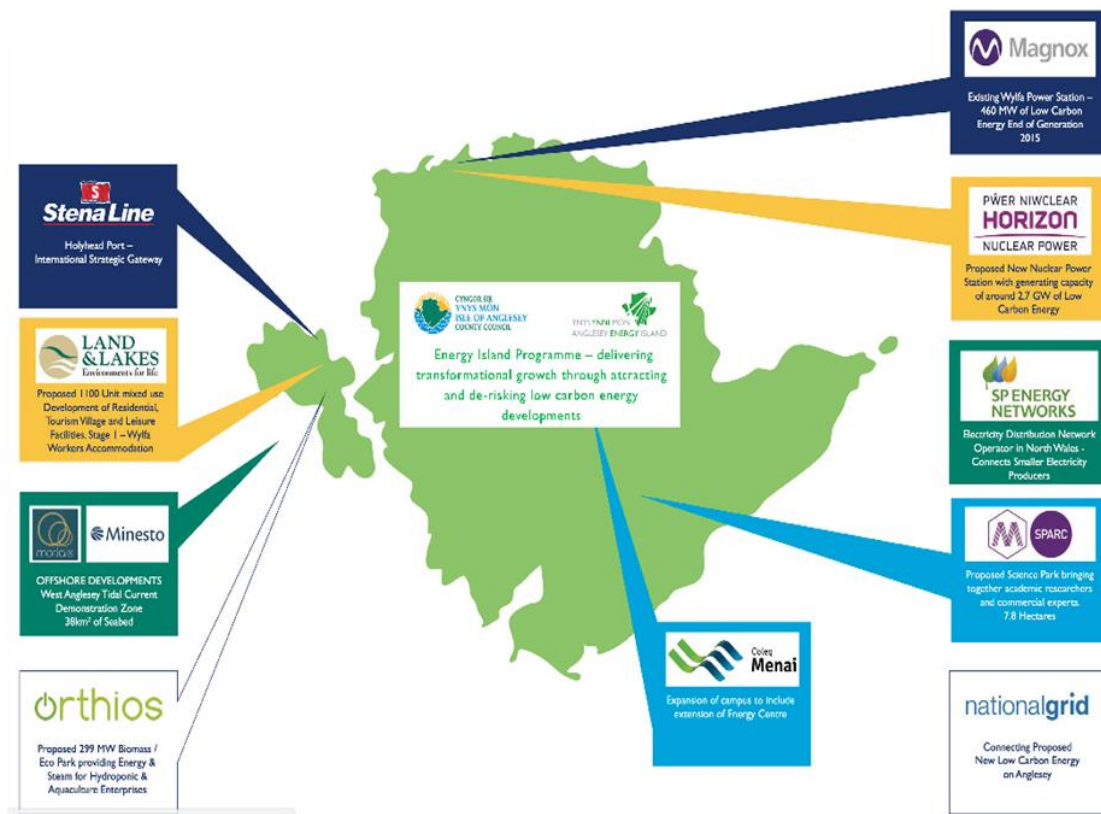 Magnox
Existing Wylfa Power Station –
460 MW of Low Carbon
Energy End of Generation
2015
S
Stena Line
Holyhead Port –
International Strategic Gateway
PŴER NIWCLEAR
HORIZON
NUCLEAR POWER
Proposed New Nuclear Power
Station with generating capacity
of around 2.7 GW of Low
Carbon Energy
CYNGOR SIR
YNYS MÔN
ISLE OF ANGLESEY
COUNTY COUNCIL
YNYS YNNI MÔN
ANGLESEY ENERGY ISLAND
Energy Island Programme – delivering
transformational growth through attracting
and de-risking low carbon energy
developments
LAND
& LAKES
Environments for life
Proposed 1100 Unit mixed use
Development of Residential,
Tourism Village and Leisure
Facilities, Stage 1 – Wylfa
Workers Accommodation
SP ENERGY
NETWORKS
Electricity Distribution Network
Operator in North Wales -
Connects Smaller Electricity
Producers
morlais
Minesto
OFFSHORE DEVELOPMENTS
West Anglesey Tidal Current
Demonstration Zone
38km² of Seabed
M SPARC
Proposed Science Park bringing
together academic researchers
and commercial experts.
7.8 Hectares
Coleg
Menai
Expansion of campus to include
extension of Energy Centre
orthios
Proposed 299 MW Biomass /
Eco Park providing Energy &
Steam for Hydroponic &
Aquaculture Enterprises
nationalgrid
Connecting Proposed
New Low Carbon Energy
on Anglesey